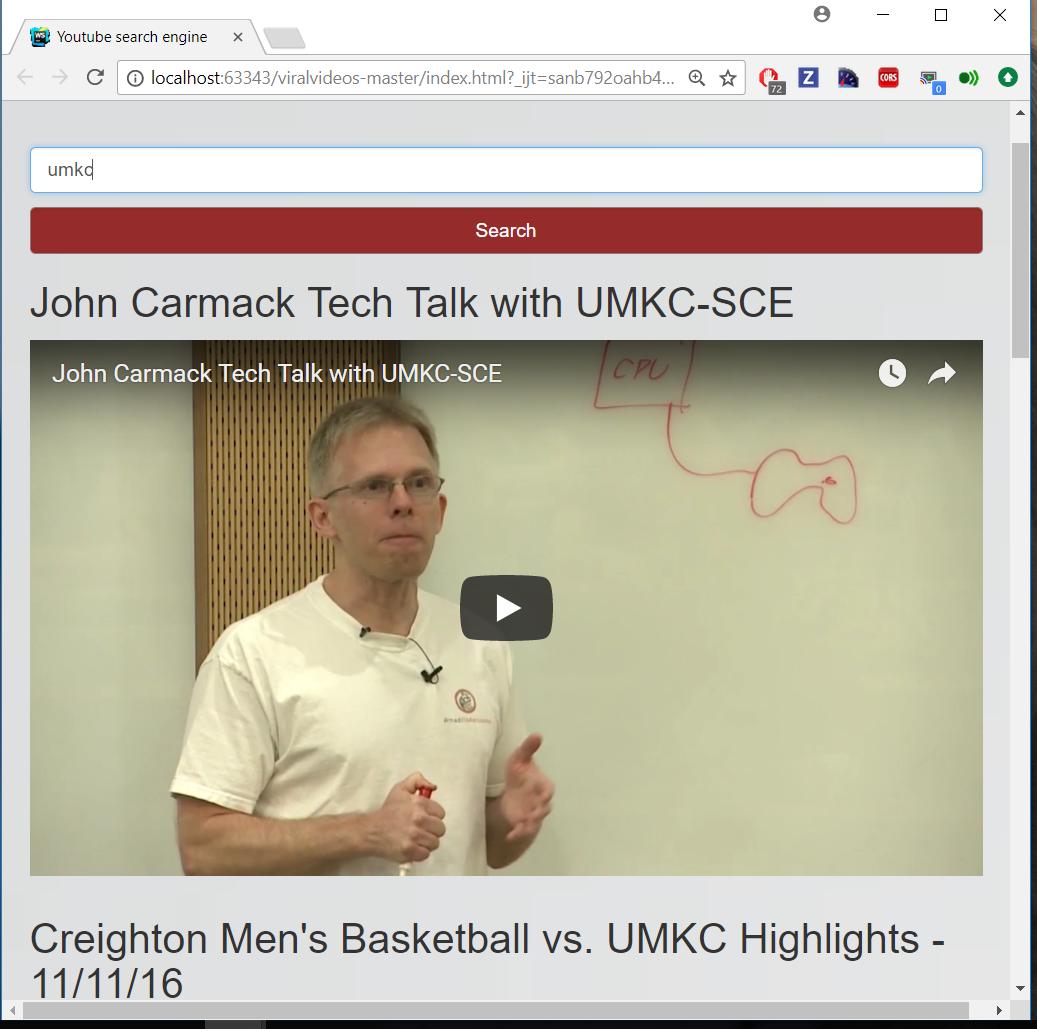 Youtube search engine
localhost:63343/viralvideos-master/index.html?_ijt=sanb792oahb4...
72
Z
CORS
0
umkc
Search
John Carmack Tech Talk with UMKC-SCE
John Carmack Tech Talk with UMKC-SCE
CPU
Creighton Men's Basketball vs. UMKC Highlights -
11/11/16